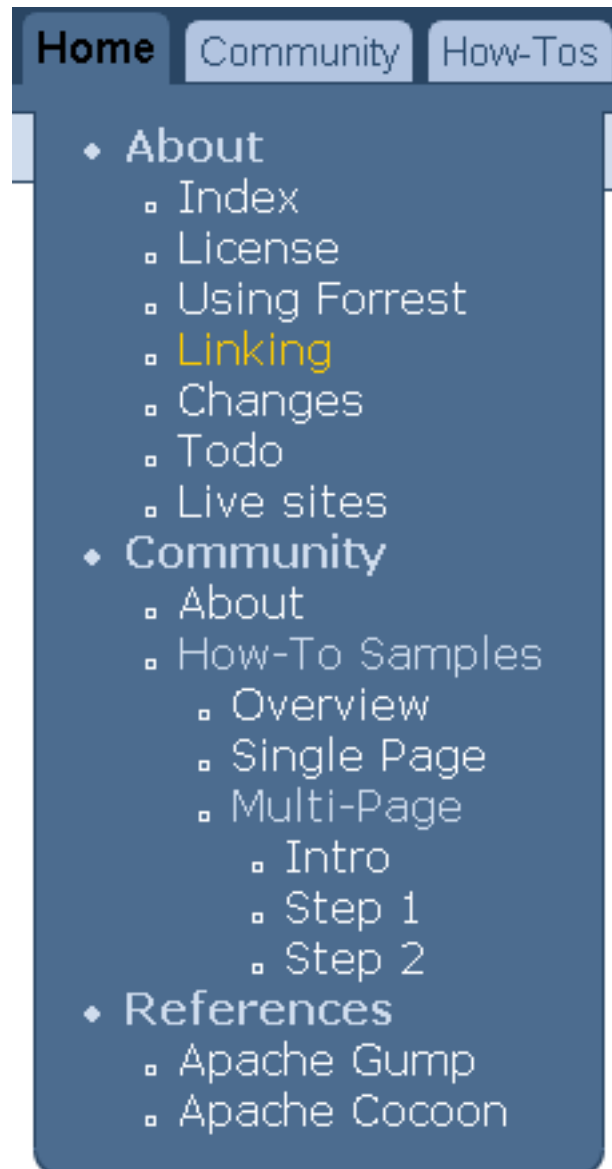 Home Community How-Tos
About
Index
License
Using Forrest
Linking
Changes
Todo
Live sites
Community
About
How-To Samples
Overview
Single Page
Multi-Page
Intro
Step 1
Step 2
References
Apache Gump
Apache Cocoon